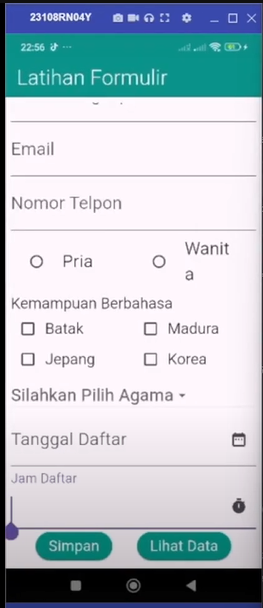 23108RN04Y
22:56
Latihan Formulir
Email
Nomor Telpon
Pria
Wanit
a
Kemampuan Berbahasa
Batak
Madura
Jepang
Korea
Silahkan Pilih Agama
Tanggal Daftar
Jam Daftar
Simpan
Lihat Data